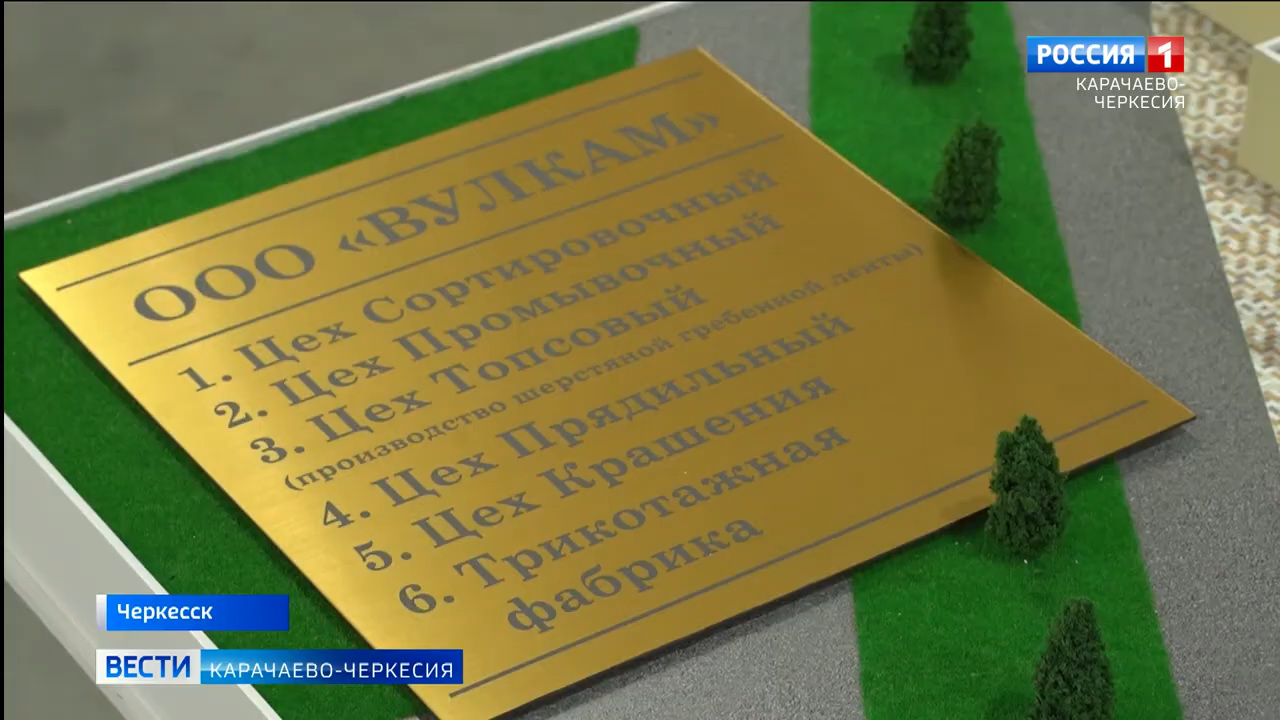 РОССИЯ 1
КАРАЧАЕВО-
ЧЕРКЕСИЯ
ООО «ВУЛКАМ»
1. Цех Сортировочный
2. Цех Промывочный
3. Цех Топсовый
(производство шерстяной гребенной ленты)
4. Цех Прядильный
5. Цех Крашения
6. Трикотажная
фабрика
Черкесск
ВЕСТИ КАРАЧАЕВО-ЧЕРКЕСИЯ